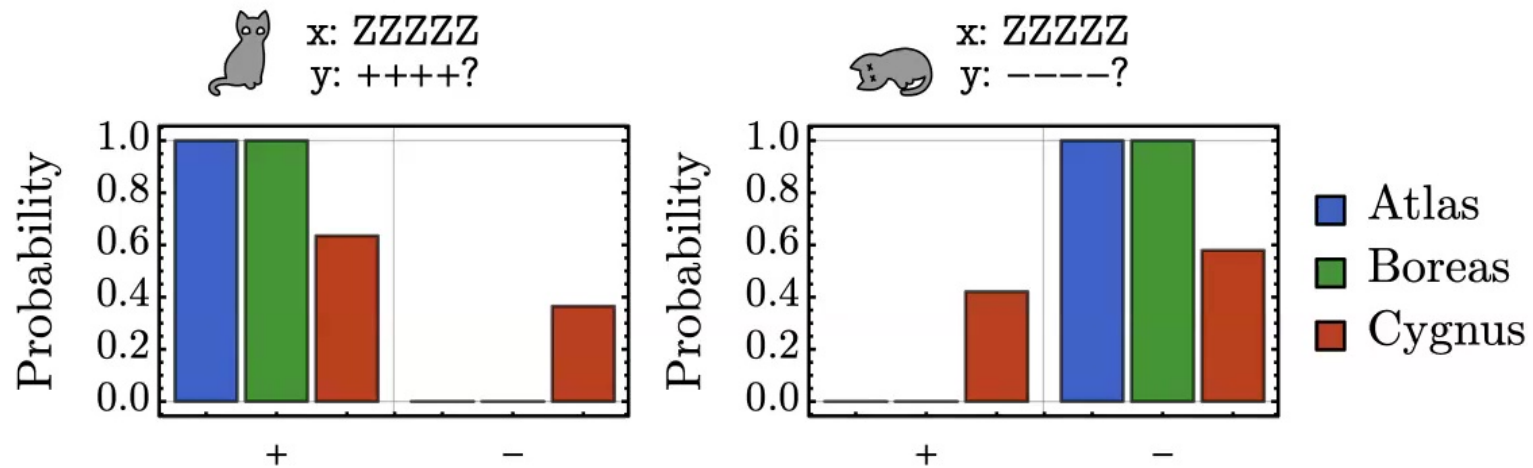 x: ZZZZZ
y: ++++?
x: ZZZZZ
y: −−−−?
Probability
1.0
0.8
0.6
0.4
0.2
0.0
+ −
Probability
1.0
0.8
0.6
0.4
0.2
0.0
+ −
Atlas
Boreas
Cygnus